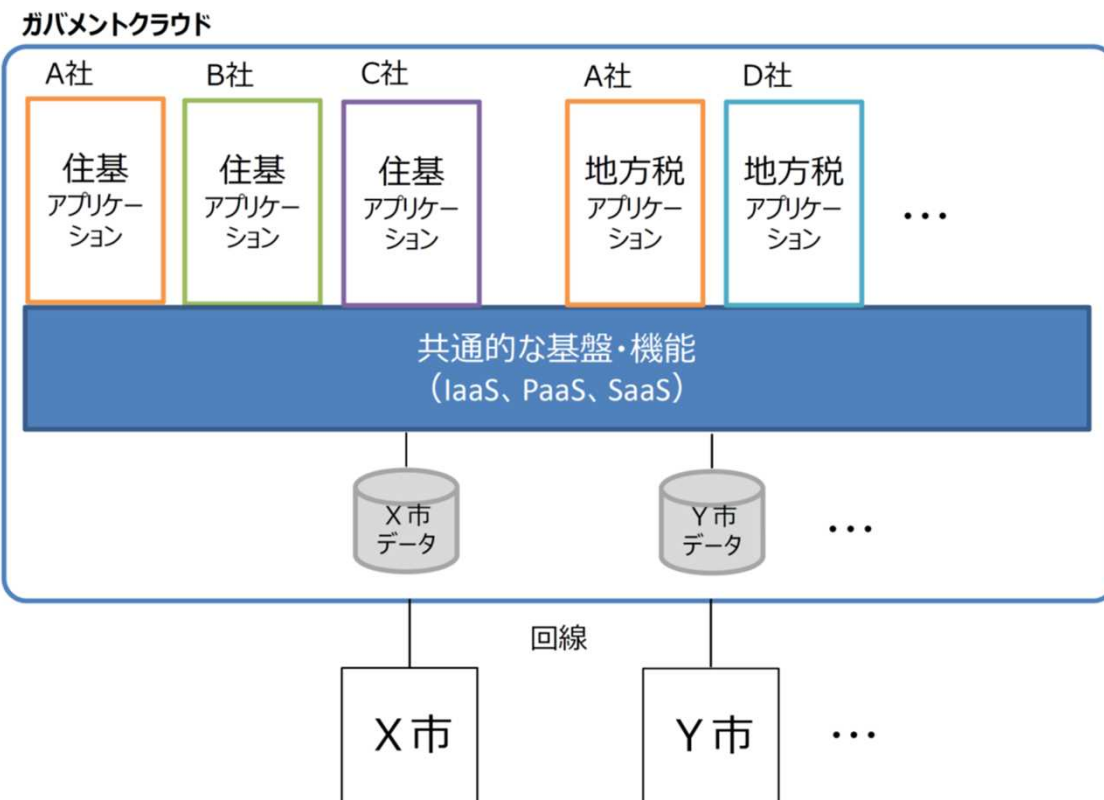 ガバメントクラウド
A社
B社
C社
A社
D社
住基
アプリケー
ション
住基
アプリケー
ション
住基
アプリケー
ション
地方税
アプリケー
ション
地方税
アプリケー
ション
・・・
共通的な基盤・機能
（IaaS、PaaS、SaaS）
X市
データ
Y市
データ
・・・
回線
X市
Y市
・・・